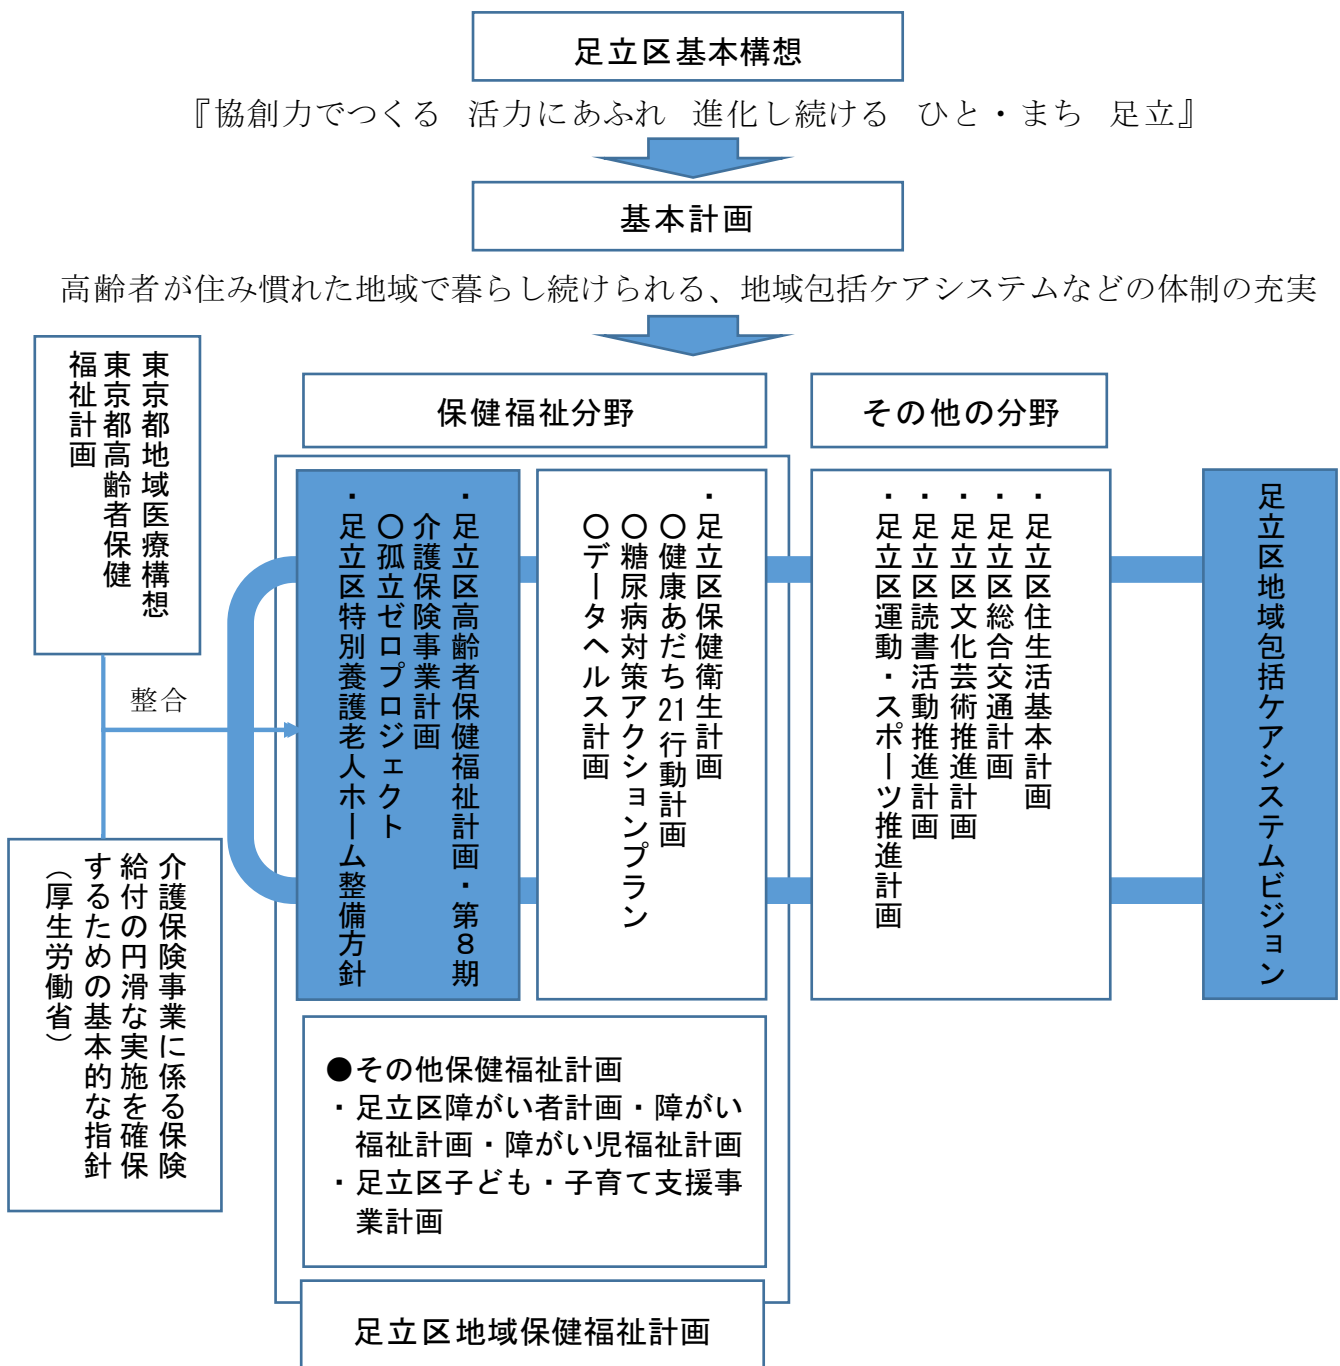 足立区基本構想
『協創力でつくる 活力にあふれ 進化し続ける ひと・まち 足立』
基本計画
高齢者が住み慣れた地域で暮らし続けられる、地域包括ケアシステムなどの体制の充実
東京都地域医療構想
東京都高齢者保健
福祉計画
整合
介護保険事業に係る保険
給付の円滑な実施を確保
するための基本的な指針
（厚生労働省）
保健福祉分野
・足立区高齢者保健福祉計画・第8期
介護保険事業計画
〇孤立ゼロプロジェクト
・足立区特別養護老人ホーム整備方針
・足立区保健衛生計画
〇健康あだち21行動計画
〇糖尿病対策アクションプラン
〇データヘルス計画
●その他保健福祉計画
・足立区障がい者計画・障がい
福祉計画・障がい児福祉計画
・足立区子ども・子育て支援事
業計画
足立区地域保健福祉計画
その他の分野
・足立区住生活基本計画
・足立区総合交通計画
・足立区文化芸術推進計画
・足立区読書活動推進計画
・足立区運動・スポーツ推進計画
足立区地域包括ケアシステムビジョン